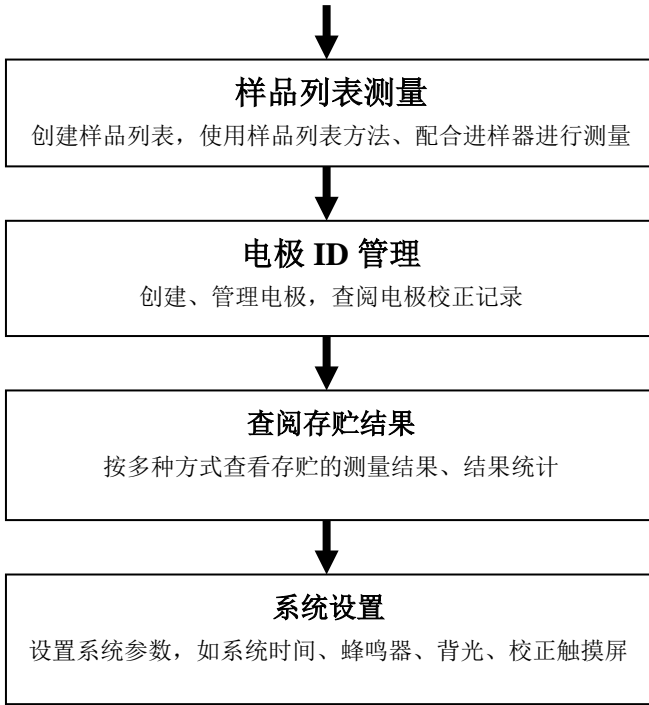 样品列表测量
创建样品列表，使用样品列表方法、配合进样器进行测量
电极 ID 管理
创建、管理电极，查阅电极校正记录
查阅存贮结果
按多种方式查看存贮的测量结果、结果统计
系统设置
设置系统参数，如系统时间、蜂鸣器、背光、校正触摸屏